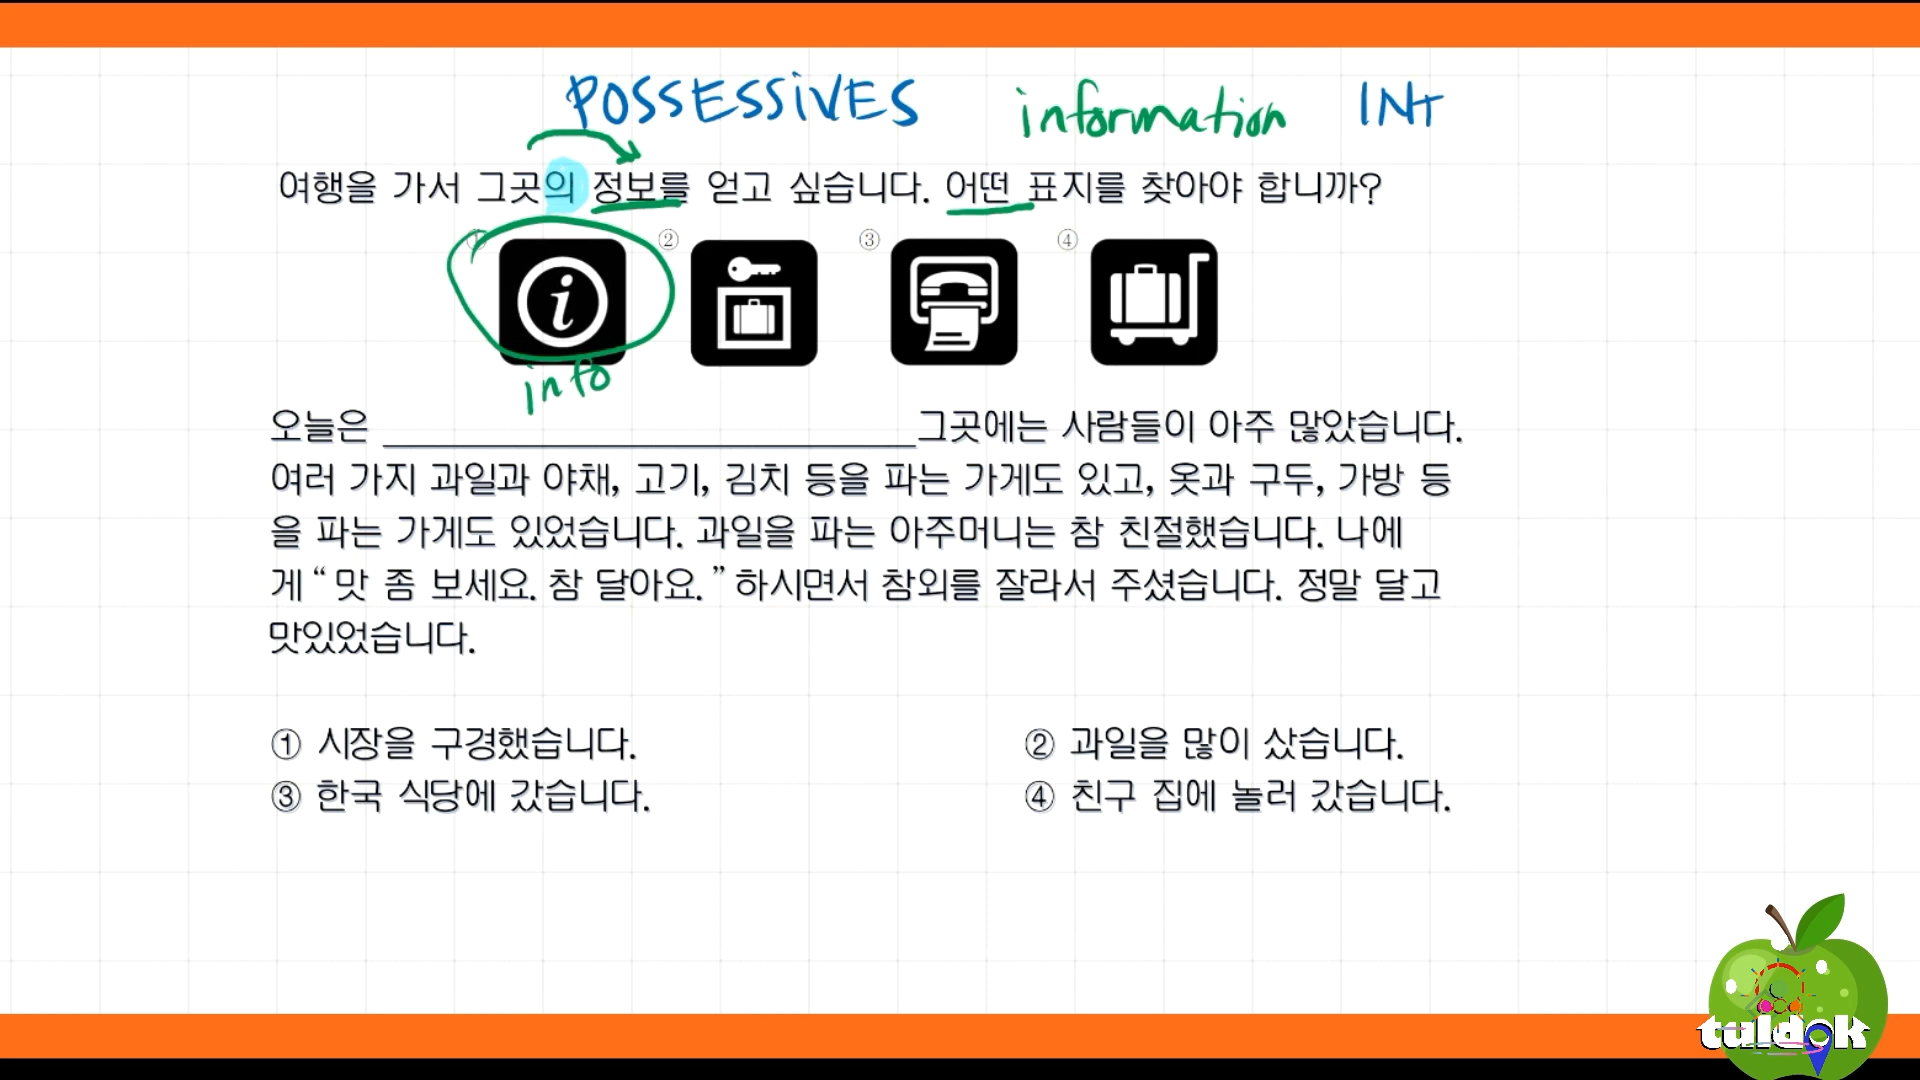 POSSESSiVES information INT
여행을 가서 그곳의 정보를 얻고 싶습니다. 어떤 표지를 찾아야 합니까?
① ② ③ ④
i
info
오늘은 ______________________________ 그곳에는 사람들이 아주 많았습니다.
여러 가지 과일과 야채, 고기, 김치 등을 파는 가게도 있고, 옷과 구두, 가방 등
을 파는 가게도 있었습니다. 과일을 파는 아주머니는 참 친절했습니다. 나에
게 “ 맛 좀 보세요. 참 달아요. ” 하시면서 참외를 잘라서 주셨습니다. 정말 달고
맛있었습니다.
① 시장을 구경했습니다. ② 과일을 많이 샀습니다.
③ 한국 식당에 갔습니다. ④ 친구 집에 놀러 갔습니다.
tuldok